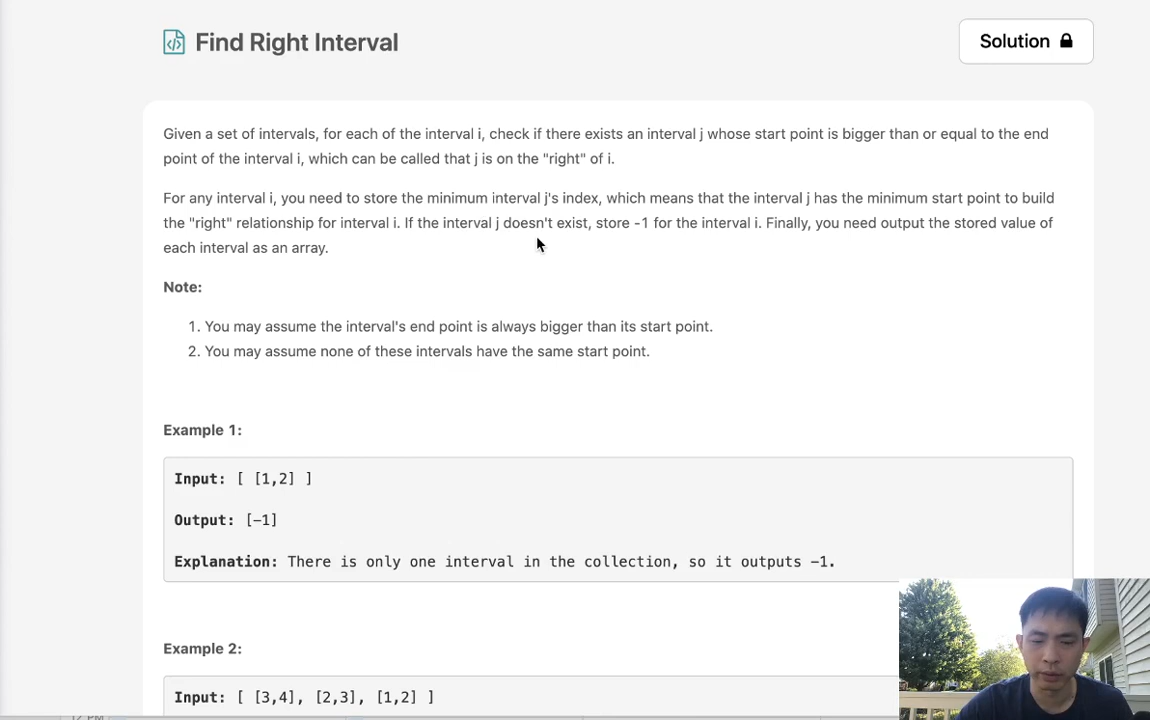 Find Right Interval
Solution
Given a set of intervals, for each of the interval i, check if there exists an interval j whose start point is bigger than or equal to the end
point of the interval i, which can be called that j is on the "right" of i.
For any interval i, you need to store the minimum interval j's index, which means that the interval j has the minimum start point to build
the "right" relationship for interval i. If the interval j doesn't exist, store -1 for the interval i. Finally, you need output the stored value of
each interval as an array.
Note:
1. You may assume the interval's end point is always bigger than its start point.
2. You may assume none of these intervals have the same start point.
Example 1:
Input: [ [1,2] ]
Output: [-1]
Explanation: There is only one interval in the collection, so it outputs -1.
Example 2:
Input: [ [3,4], [2,3], [1,2] ]
12 PM